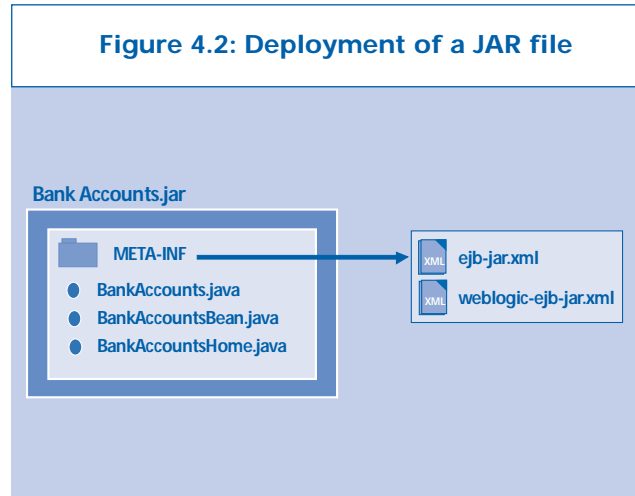 Figure 4.2: Deployment of a JAR file
Bank Accounts.jar
META-INF
BankAccounts.java
BankAccountsBean.java
BankAccountsHome.java
XML ejb-jar.xml
XML weblogic-ejb-jar.xml